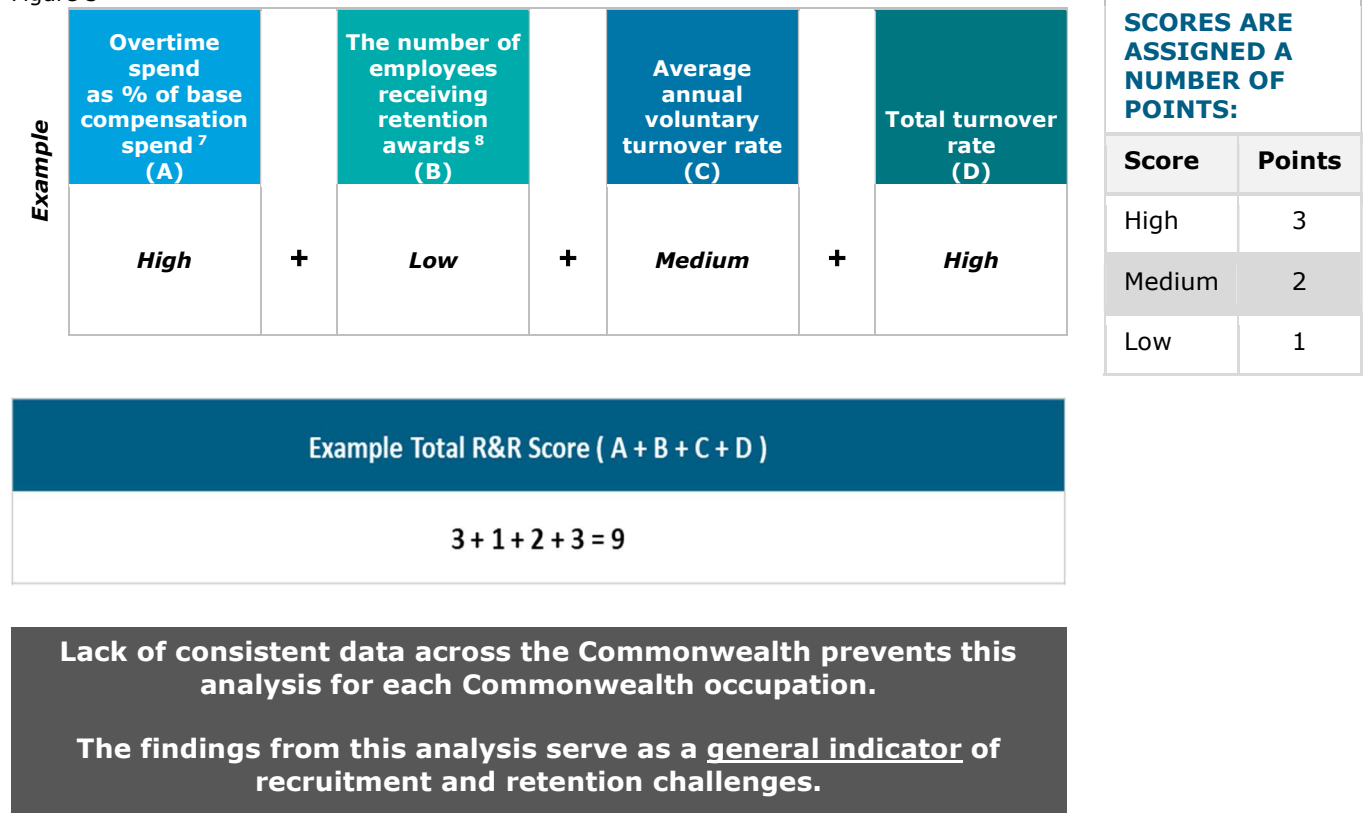 Overtime
spend
as % of base
compensation
spend 7
(A)
The number of
employees
receiving
retention
awards 8
(B)
Average
annual
voluntary
turnover rate
(C)
Total turnover
rate
(D)
Example
High + Low + Medium + High
SCORES ARE
ASSIGNED A
NUMBER OF
POINTS:
Score Points
High 3
Medium 2
Low 1
Example Total R&R Score ( A + B + C + D )
3 + 1 + 2 + 3 = 9
Lack of consistent data across the Commonwealth prevents this
analysis for each Commonwealth occupation.
The findings from this analysis serve as a general indicator of
recruitment and retention challenges.